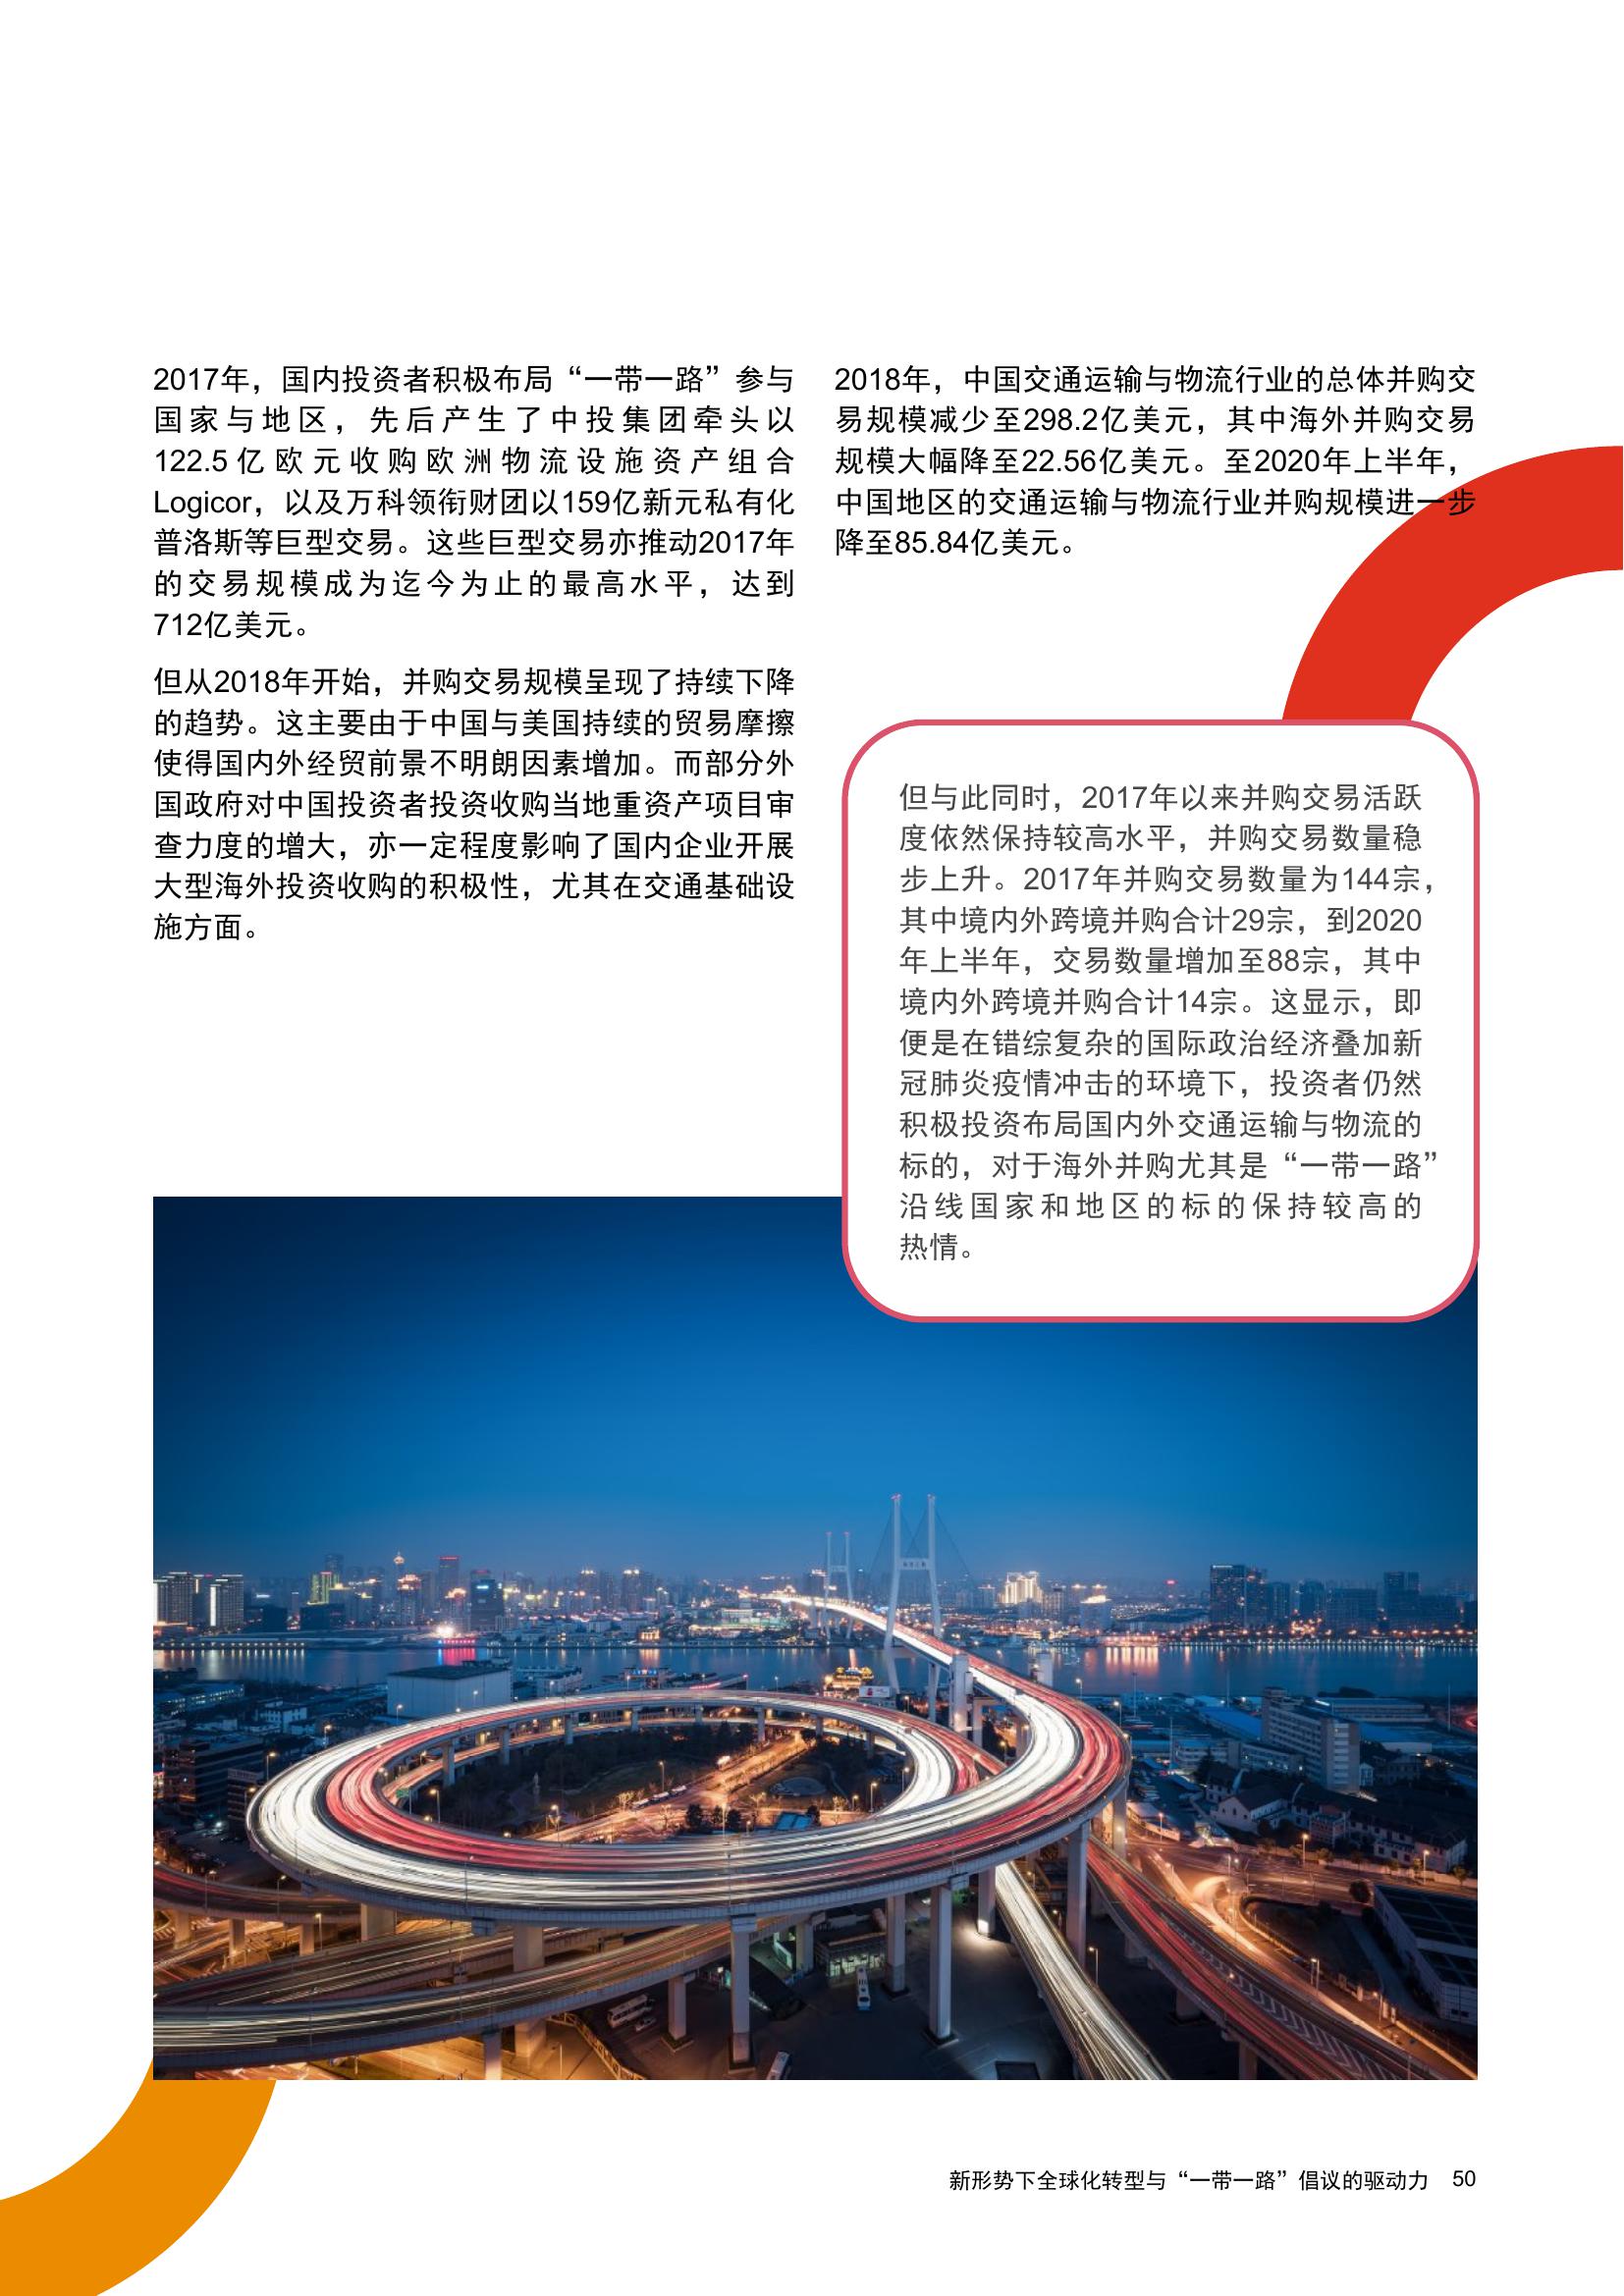 2017年，国内投资者积极布局“一带一路”参与
国家与地区，先后产生了中投集团牵头以
122.5亿欧元收购欧洲物流设施资产组合
Logicor，以及万科领衔财团以159亿新元私有化
普洛斯等巨型交易。这些巨型交易亦推动2017年
的交易规模成为迄今为止的最高水平，达到
712亿美元。
但从2018年开始，并购交易规模呈现了持续下降
的趋势。这主要由于中国与美国持续的贸易摩擦
使得国内外经贸前景不明朗因素增加。而部分外
国政府对中国投资者投资收购当地重资产项目审
查力度的增大，亦一定程度影响了国内企业开展
大型海外投资收购的积极性，尤其在交通基础设
施方面。
2018年，中国交通运输与物流行业的总体并购交
易规模减少至298.2亿美元，其中海外并购交易
规模大幅降至22.56亿美元。至2020年上半年，
中国地区的交通运输与物流行业并购规模进一步
降至85.84亿美元。
但与此同时，2017年以来并购交易活跃
度依然保持较高水平，并购交易数量稳
步上升。2017年并购交易数量为144宗，
其中境内外跨境并购合计29宗，到2020
年上半年，交易数量增加至88宗，其中
境内外跨境并购合计14宗。这显示，即
便是在错综复杂的国际政治经济叠加新
冠肺炎疫情冲击的环境下，投资者仍然
积极投资布局国内外交通运输与物流的
标的，对于海外并购尤其是“一带一路”
沿线国家和地区的标的保持较高的
热情。
新形势下全球化转型与“一带一路”倡议的驱动力 50